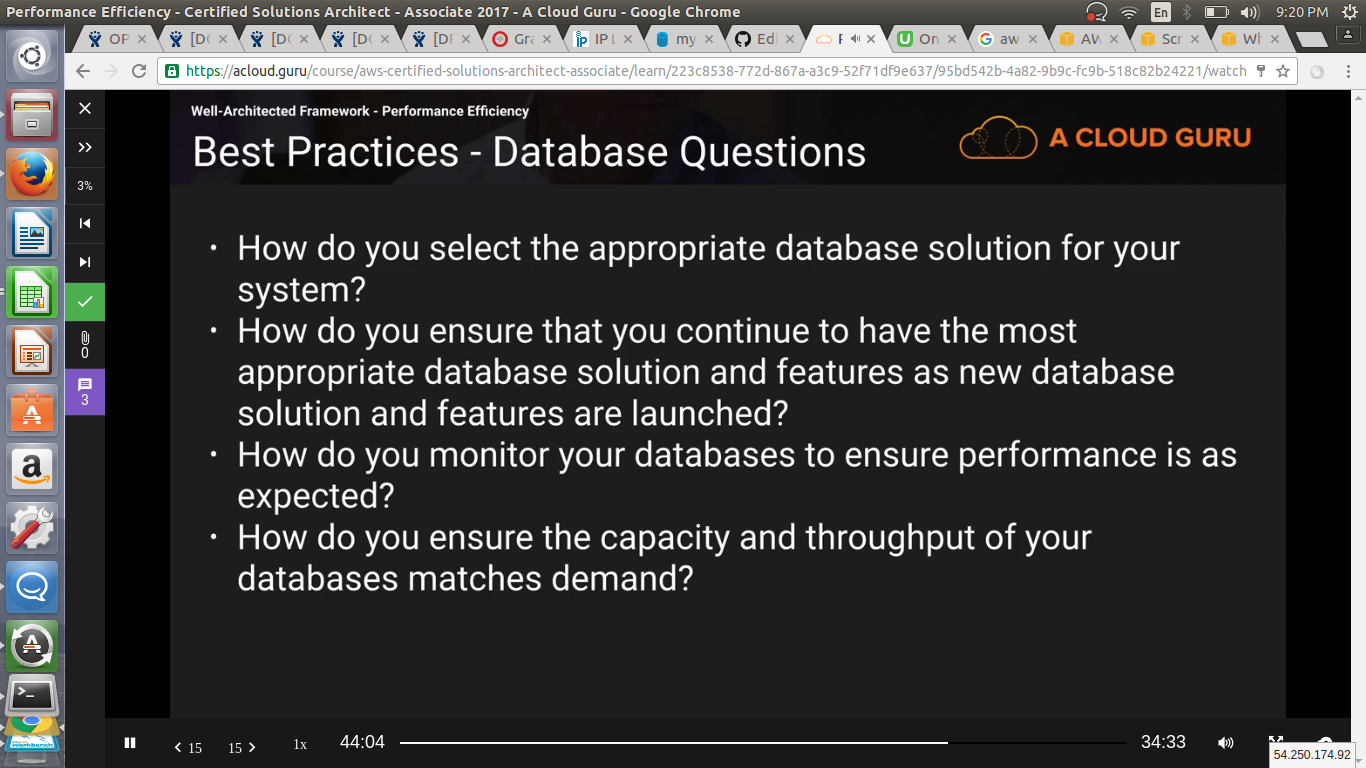 Performance Efficiency - Certified Solutions Architect - Associate 2017 - A Cloud Guru - Google Chrome
En
9:20 PM
OP
[DC
[DC
[DC
[DF
Gra
IP L
my
Edi
On
aw
AW
Scr
Wh
https://acloud.guru/course/aws-certified-solutions-architect-associate/learn/223c8538-772d-867a-a3c9-52f71df9e637/95bd542b-4a82-9b9c-fc9b-518c82b24221/watch
3%
0
3
Well-Architected Framework - Performance Efficiency
Best Practices - Database Questions
A CLOUD GURU
· How do you select the appropriate database solution for your
system?
· How do you ensure that you continue to have the most
appropriate database solution and features as new database
solution and features are launched?
· How do you monitor your databases to ensure performance is as
expected?
· How do you ensure the capacity and throughput of your
databases matches demand?
15
15
1x
44:04
34:33
54.250.174.92